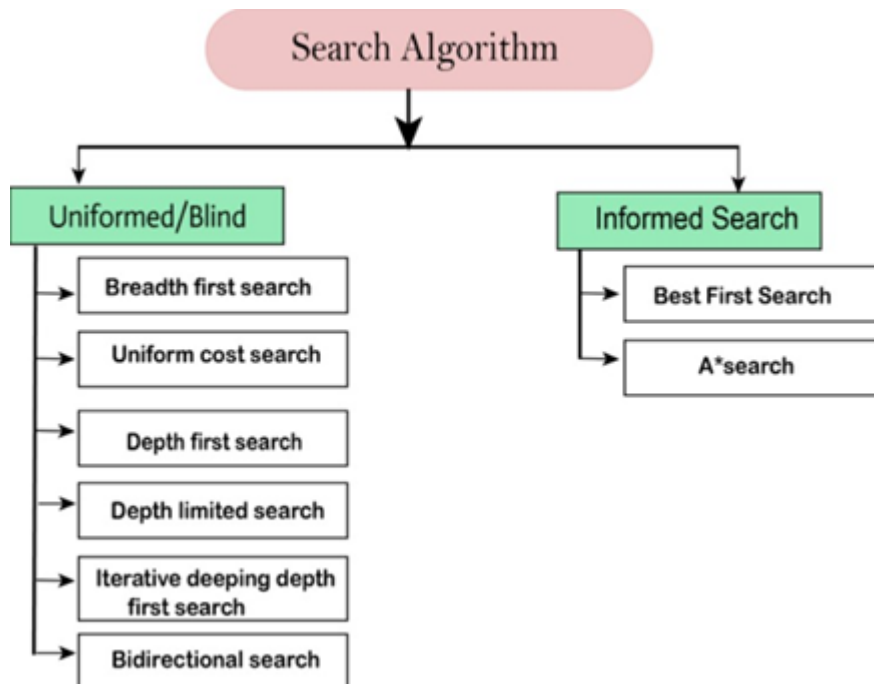 Search Algorithm
Uniformed/Blind
Breadth first search
Uniform cost search
Depth first search
Depth limited search
Iterative deeping depth
first search
Bidirectional search
Informed Search
Best First Search
A*search